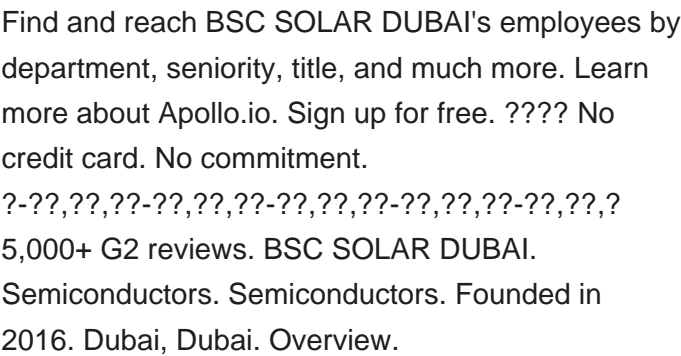 Find and reach BSC SOLAR DUBAI's employees by
department, seniority, title, and much more. Learn
more about Apollo.io. Sign up for free. ???? No
credit card. No commitment.
?-??,??,??-??,??,??-??,??,??-??,??,??-??,??,?
5,000+ G2 reviews. BSC SOLAR DUBAI.
Semiconductors. Semiconductors. Founded in
2016. Dubai, Dubai. Overview.